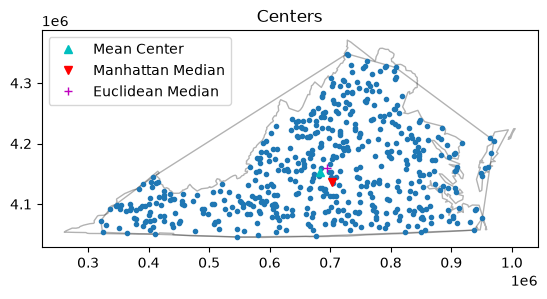 Centers
1e6
Mean Center
Manhattan Median
Euclidean Median
4.3
4.2
4.1
0.3 0.4 0.5 0.6 0.7 0.8 0.9 1.0
1e6